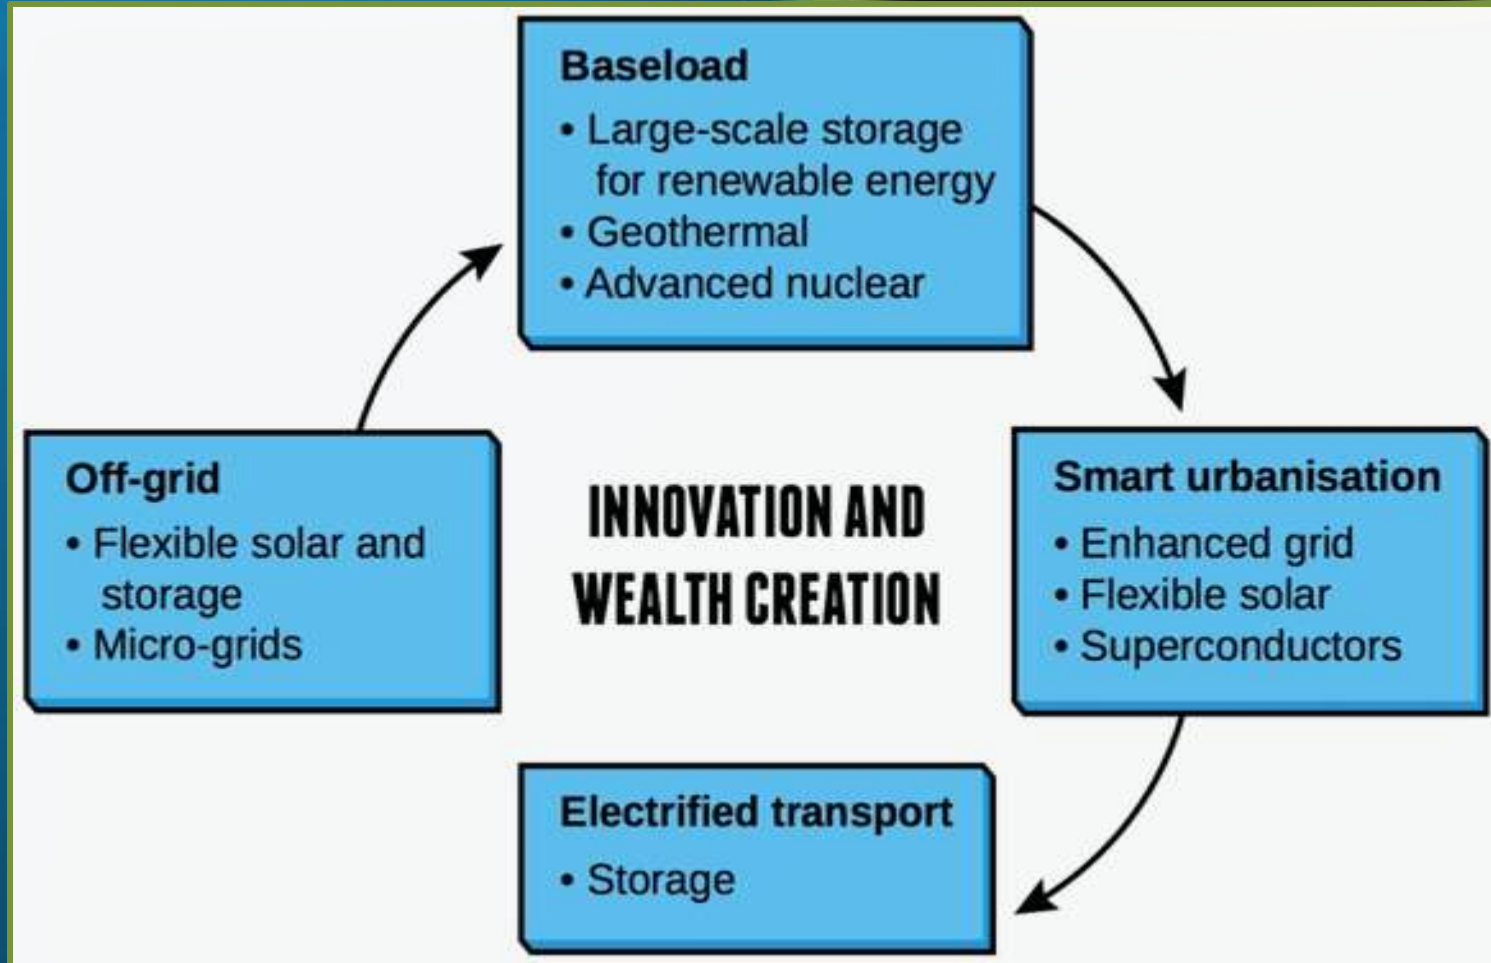 Baseload
• Large-scale storage
for renewable energy
• Geothermal
• Advanced nuclear
Off-grid
• Flexible solar and
storage
• Micro-grids
INNOVATION AND
WEALTH CREATION
Smart urbanisation
• Enhanced grid
• Flexible solar
• Superconductors
Electrified transport
• Storage